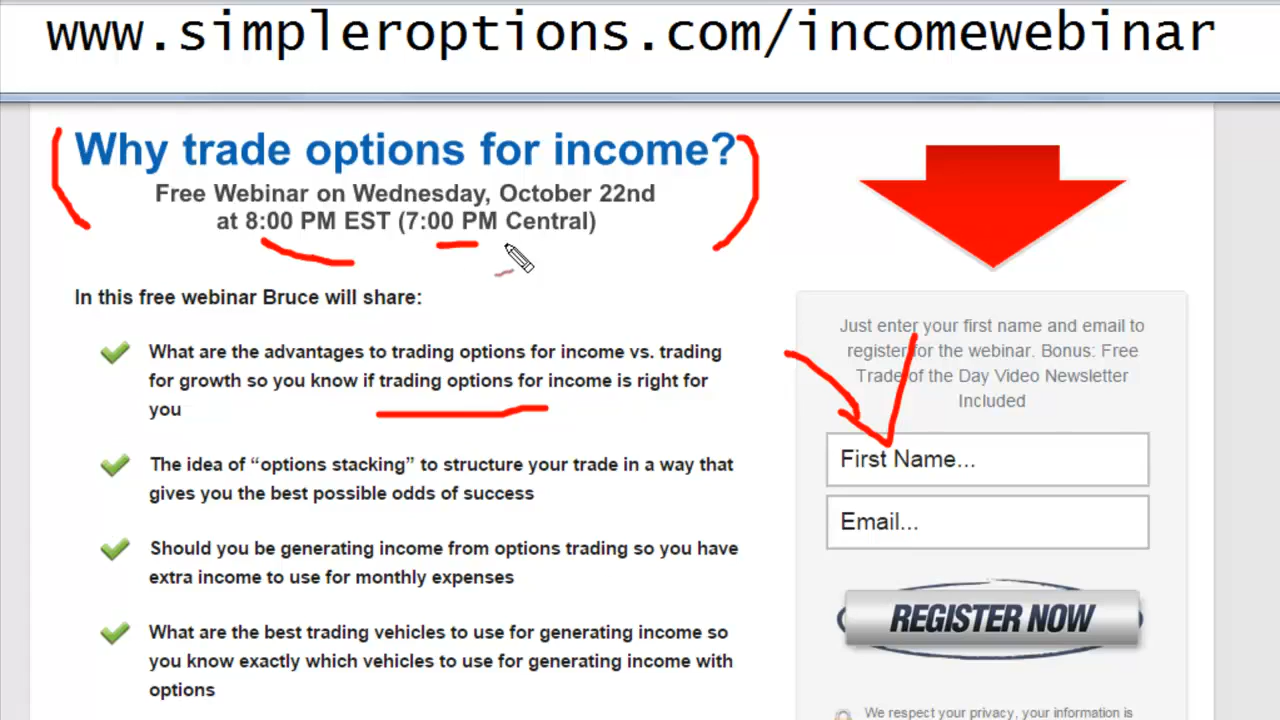 www.simpleroptions.com/incomewebinar
Why trade options for income?
Free Webinar on Wednesday, October 22nd
at 8:00 PM EST (7:00 PM Central)
In this free webinar Bruce will share:
What are the advantages to trading options for income vs. trading
for growth so you know if trading options for income is right for
you
The idea of “options stacking” to structure your trade in a way that
gives you the best possible odds of success
Should you be generating income from options trading so you have
extra income to use for monthly expenses
What are the best trading vehicles to use for generating income so
you know exactly which vehicles to use for generating income with
options
Just enter your first name and email to
register for the webinar. Bonus: Free
Trade of the Day Video Newsletter
Included
First Name...
Email...
REGISTER NOW
We respect your privacy, your information is